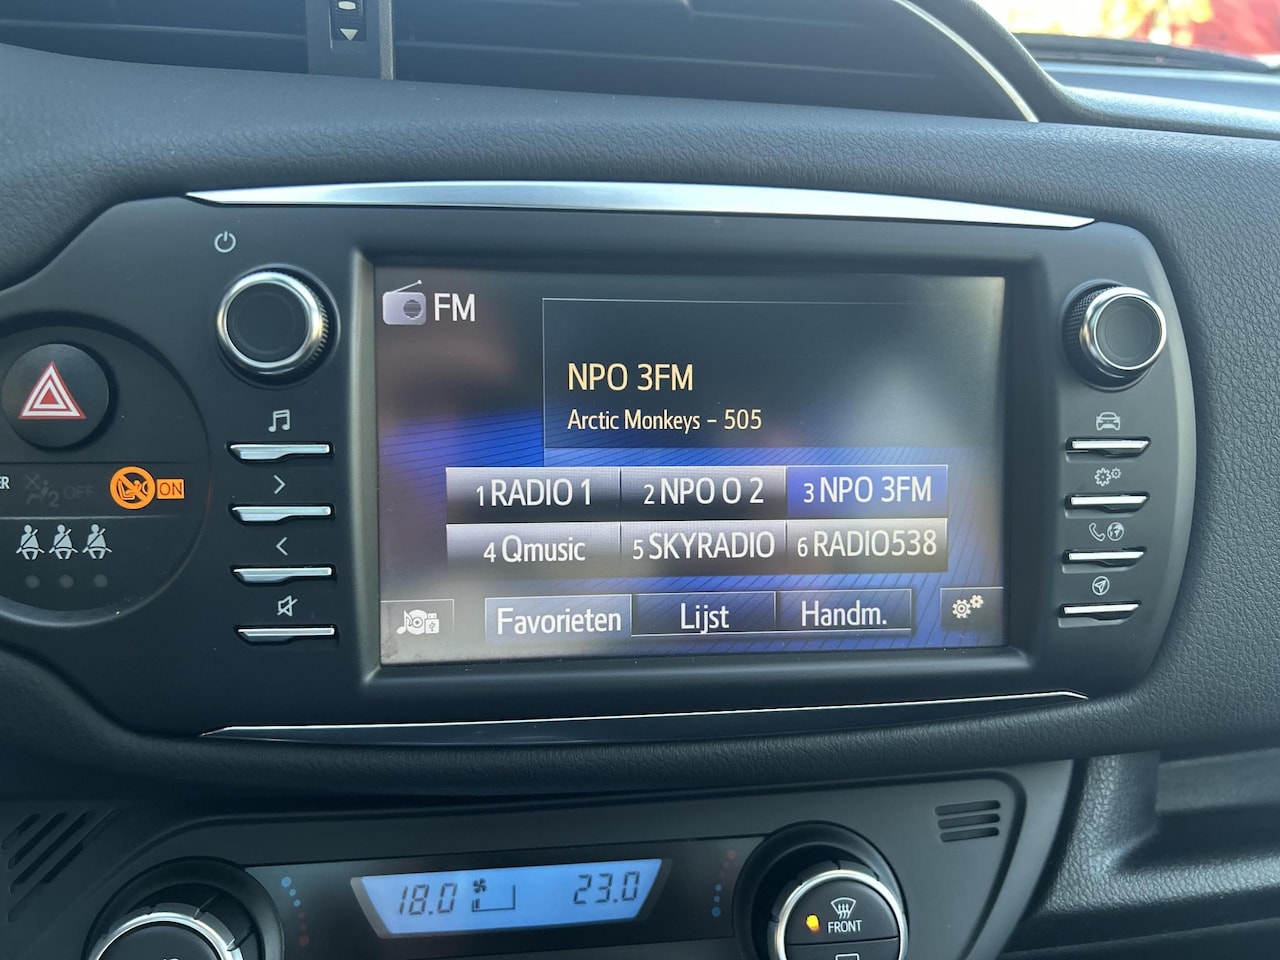 FM
NPO 3FM
Arctic Monkeys - 505
1 RADIO 1
2 NPO O 2
3 NPO 3FM
4 Qmusic
5 SKYRADIO
6 RADIO538
Favorieten
Lijst
Handm.
2 OFF
ON
18.0
23.0
FRONT